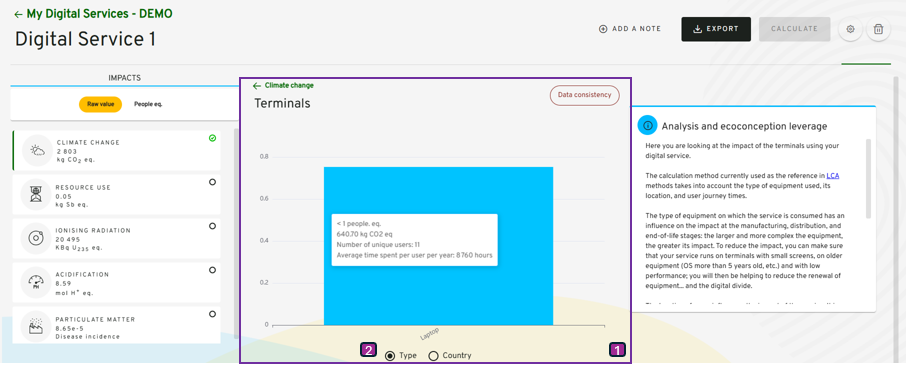 ← My Digital Services - DEMO
Digital Service 1
ADD A NOTE
EXPORT
CALCULATE
IMPACTS
Raw value
People eq.
CLIMATE CHANGE
2 803
kg CO2 eq.
RESOURCE USE
0.05
kg Sb eq.
IONISING RADIATION
20 495
KBq U235 eq.
ACIDIFICATION
8.59
mol H+ eq.
PARTICULATE MATTER
8.65e-5
Disease incidence
← Climate change
Terminals
Data consistency
0.8
0.6
0.4
0.2
0
< 1 people. eq.
640.70 kg CO2 eq
Number of unique users: 11
Average time spent per user per year: 8760 hours
Laptop
2
Type
Country
1
Analysis and ecoconception leverage
Here you are looking at the impact of the terminals using your
digital service.
The calculation method currently used as the reference in LCA
methods takes into account the type of equipment used, its
location, and user journey times.
The type of equipment on which the service is consumed has an
influence on the impact at the manufacturing, distribution, and
end-of-life stages: the larger and more complex the equipment,
the greater its impact. To reduce the impact, you can make sure
that your service runs on terminals with small screens, on older
equipment (OS more than 5 years old, etc.) and with low
performance; you will then be helping to reduce the renewal of
equipment... and the digital divide.